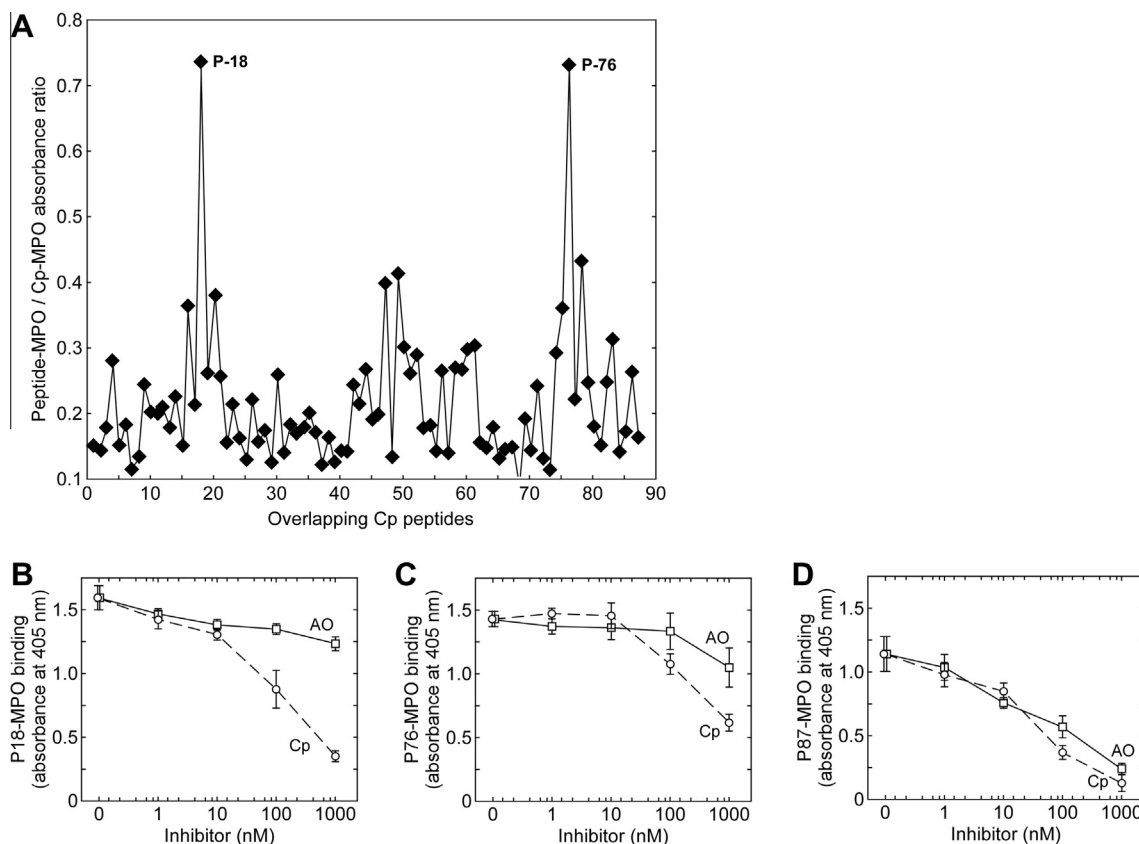 A
0.8
0.7
0.6
0.5
0.4
0.3
0.2
0.1
Peptide-MPO / Cp-MPO absorbance ratio
P-18
P-76
0 10 20 30 40 50 60 70 80 90
Overlapping Cp peptides
B
1.5
1.0
0.5
0
P18-MPO binding
(absorbance at 405 nm)
AO
Cp
0 1 10 100 1000
Inhibitor (nM)
C
1.5
1.0
0.5
0
P76-MPO binding
(absorbance at 405 nm)
AO
Cp
0 1 10 100 1000
Inhibitor (nM)
D
1.5
1.0
0.5
0
P87-MPO binding
(absorbance at 405 nm)
AO
Cp
0 1 10 100 1000
Inhibitor (nM)